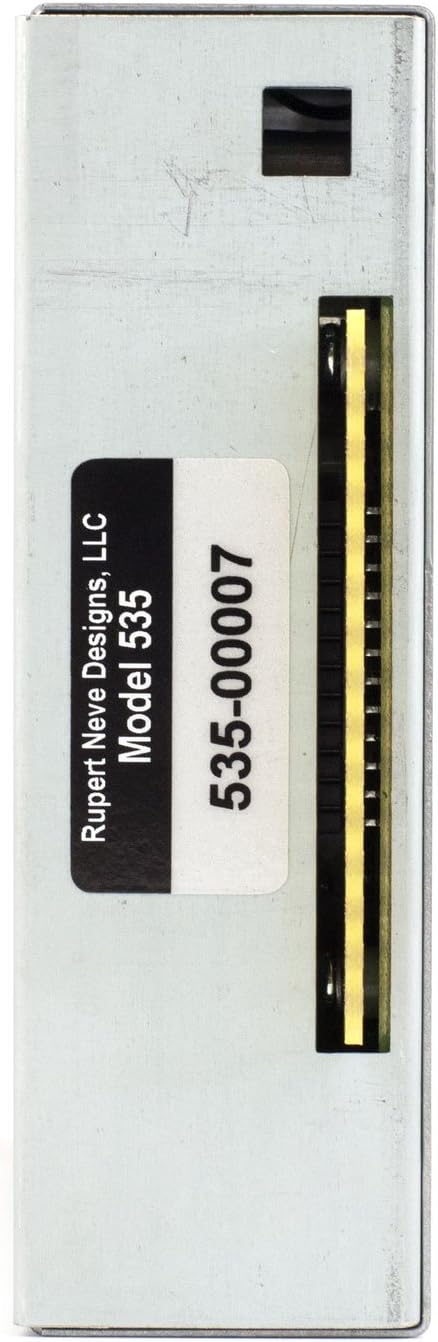 Rupert Neve Designs, LLC
Model 535
535-00007